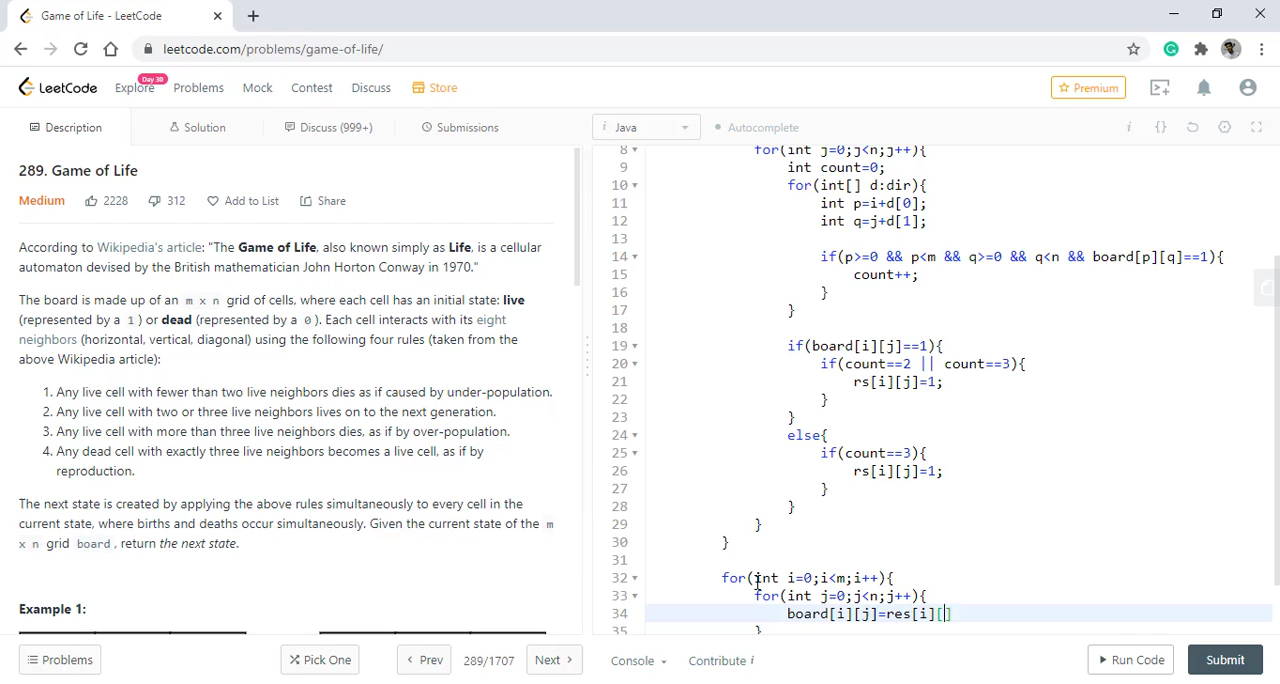 Game of Life - LeetCode
leetcode.com/problems/game-of-life/
LeetCode
Explore
Day 30
Problems
Mock
Contest
Discuss
Store
Premium
Description
Solution
Discuss (999+)
Submissions
i Java
Autocomplete
289. Game of Life
Medium
2228
312
Add to List
Share
According to Wikipedia's article: "The Game of Life, also known simply as Life, is a cellular
automaton devised by the British mathematician John Horton Conway in 1970."
The board is made up of an m x n grid of cells, where each cell has an initial state: live
(represented by a 1 ) or dead (represented by a 0 ). Each cell interacts with its eight
neighbors (horizontal, vertical, diagonal) using the following four rules (taken from the
above Wikipedia article):
1. Any live cell with fewer than two live neighbors dies as if caused by under-population.
2. Any live cell with two or three live neighbors lives on to the next generation.
3. Any live cell with more than three live neighbors dies, as if by over-population.
4. Any dead cell with exactly three live neighbors becomes a live cell, as if by
reproduction.
The next state is created by applying the above rules simultaneously to every cell in the
current state, where births and deaths occur simultaneously. Given the current state of the m
x n grid board , return the next state.
Example 1:
8 for(int j=0;j<n;j++){
9 int count=0;
10 for(int[] d:dir){
11 int p=i+d[0];
12 int q=j+d[1];
13
14 if(p>=0 && p<m && q>=0 && q<n && board[p][q]==1){
15 count++;
16 }
17 }
18
19 if(board[i][j]==1){
20 if(count==2 || count==3){
21 rs[i][j]=1;
22 }
23 }
24 else{
25 if(count==3){
26 rs[i][j]=1;
27 }
28 }
29 }
30 }
31
32 for(int i=0;i<m;i++){
33 for(int j=0;j<n;j++){
34 board[i][j]=res[i][]
35 }
Problems
Pick One
Prev
289/1707
Next
Console
Contribute i
Run Code
Submit